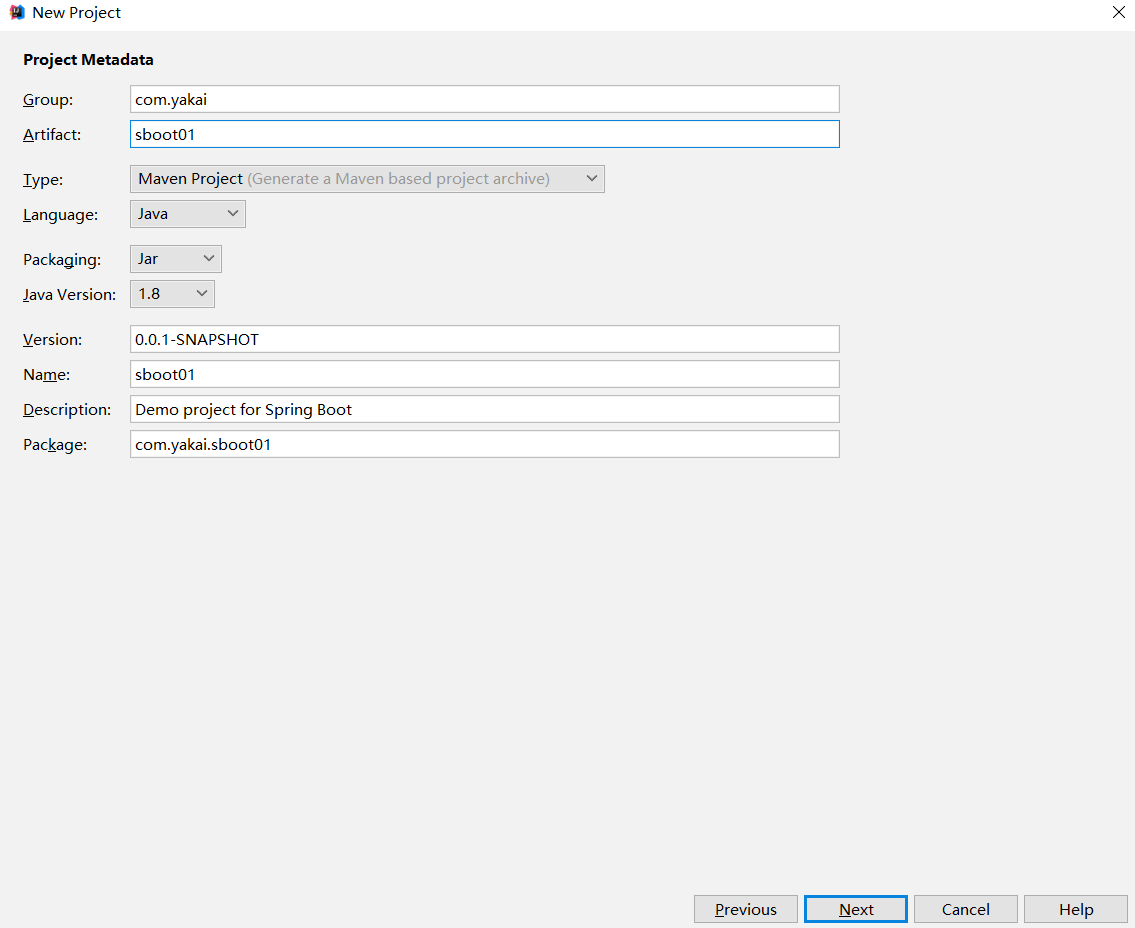 New Project
Project Metadata
Group: com.yakai
Artifact: sboot01
Type: Maven Project (Generate a Maven based project archive)
Language: Java
Packaging: Jar
Java Version: 1.8
Version: 0.0.1-SNAPSHOT
Name: sboot01
Description: Demo project for Spring Boot
Package: com.yakai.sboot01
Previous Next Cancel Help